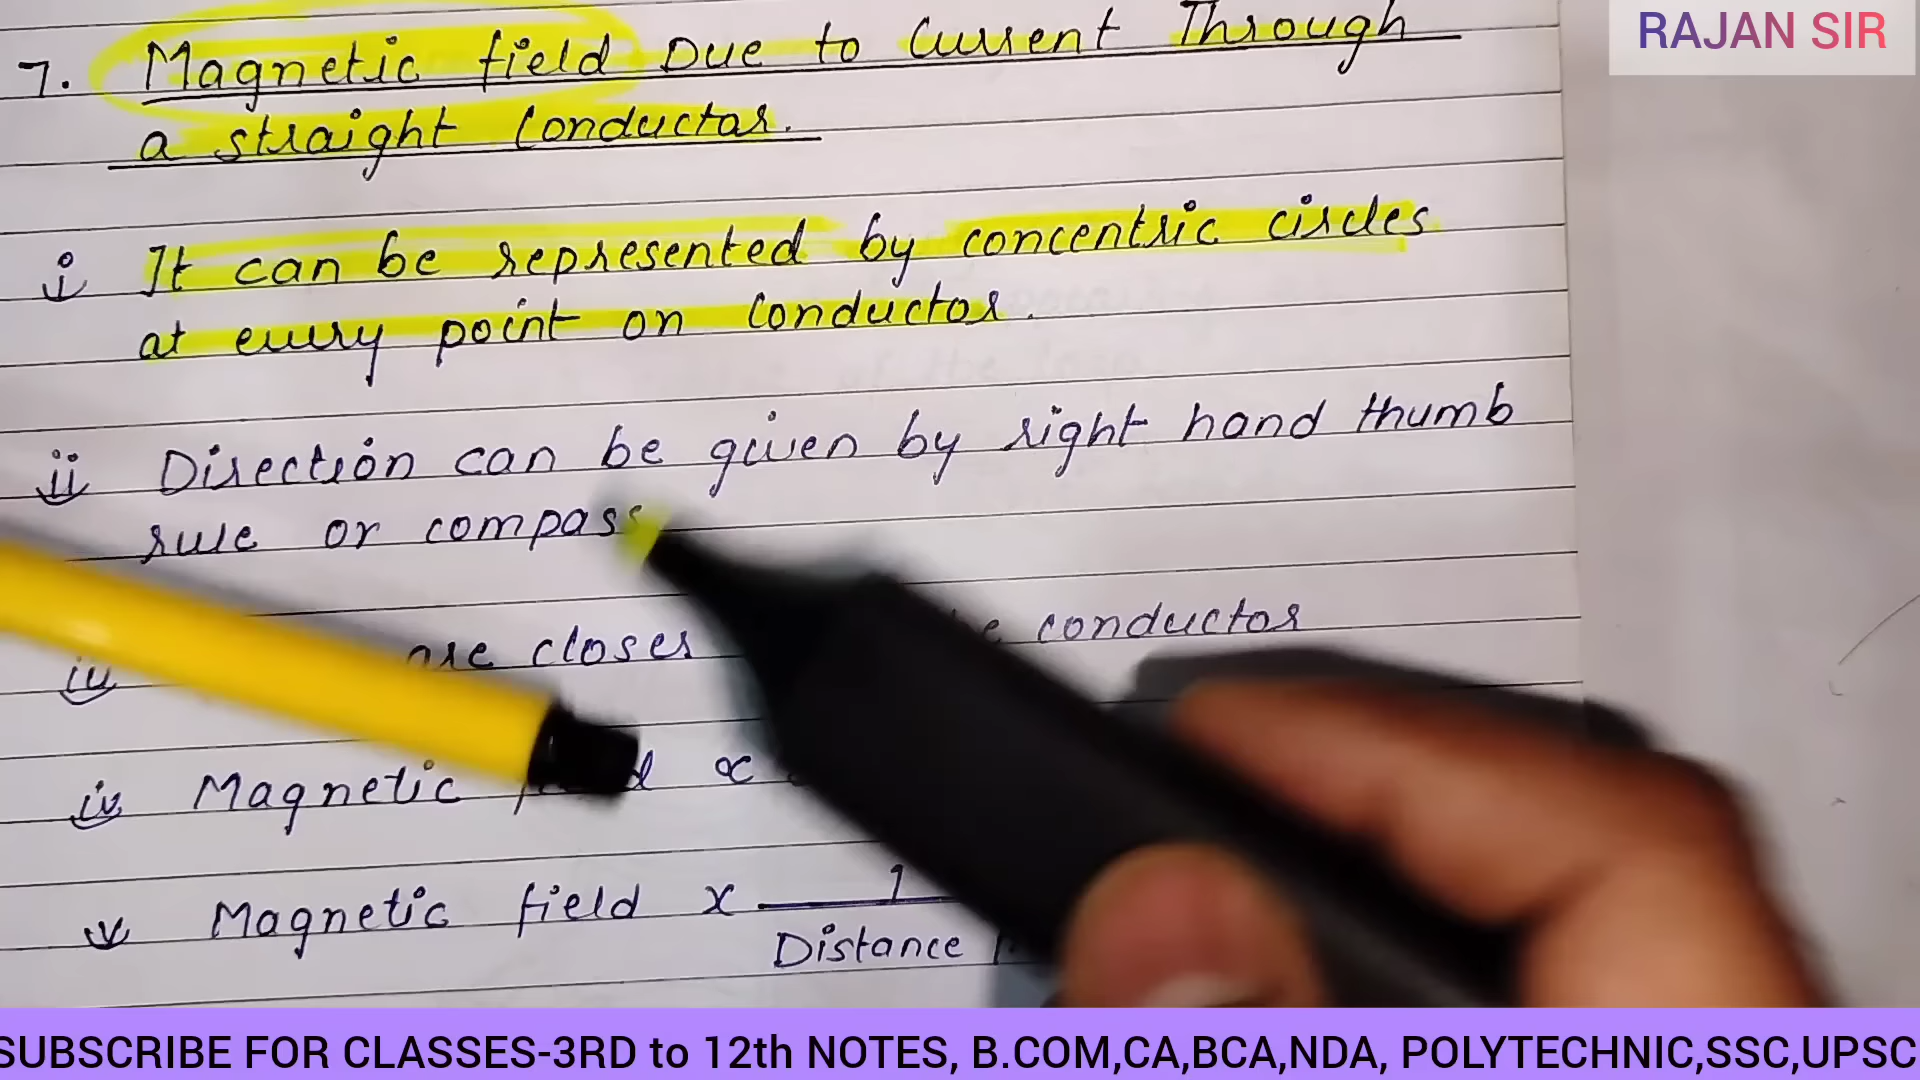 RAJAN SIR
7. Magnetic field Due to Current Through
a straight Conductor.
i It can be represented by concentric circles
at every point on Conductor.
ii Direction can be given by right hand thumb
rule or compass
iii are closer conductor
iv Magnetic ∝
v Magnetic field x 1
Distance
SUBSCRIBE FOR CLASSES-3RD to 12th NOTES, B.COM,CA,BCA,NDA, POLYTECHNIC,SSC,UPSC